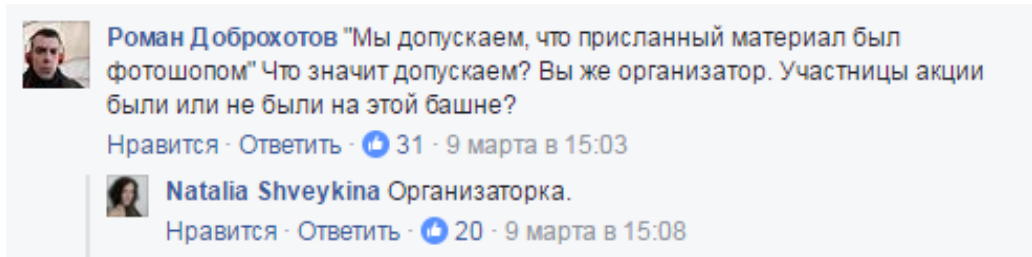 Роман Доброхотов "Мы допускаем, что присланный материал был
фотошопом" Что значит допускаем? Вы же организатор. Участницы акции
были или не были на этой башне?
Нравится · Ответить · 31 · 9 марта в 15:03
Natalia Shveykina Организаторка.
Нравится · Ответить · 20 · 9 марта в 15:08